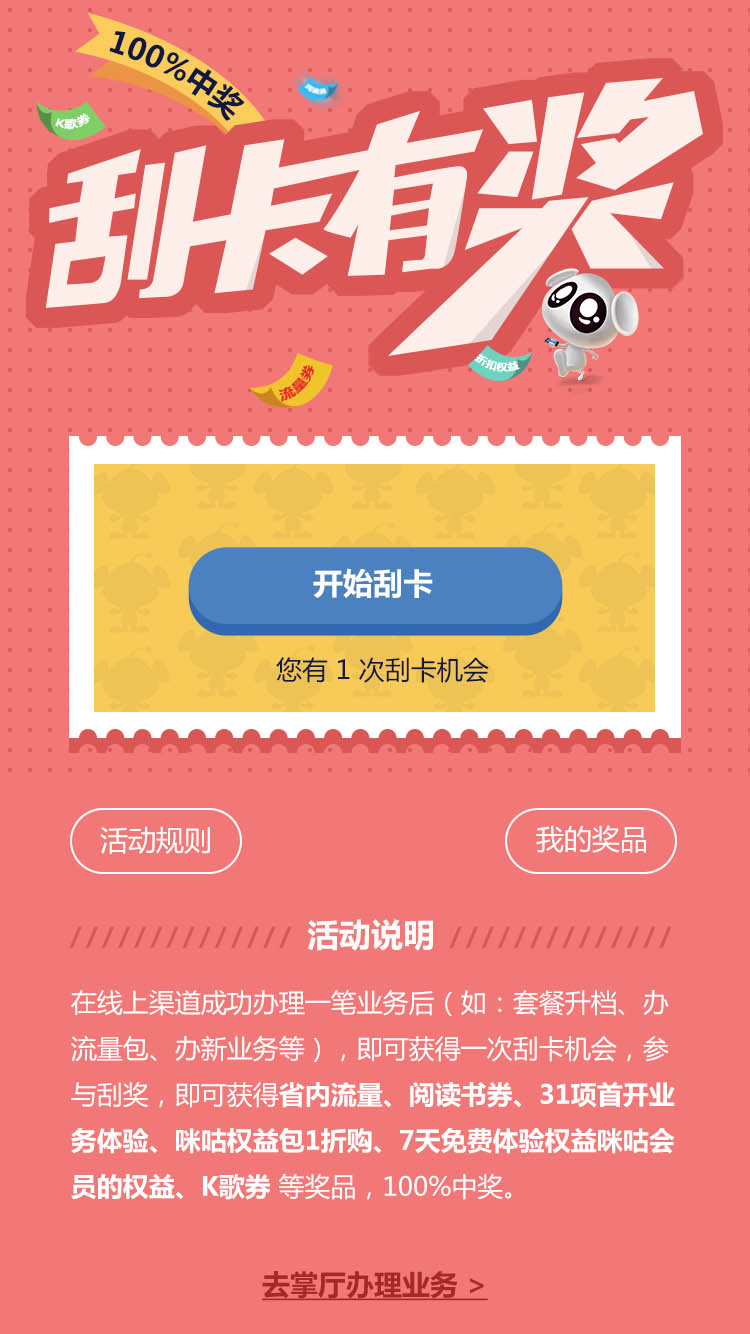 100%中奖
K歌券
刮卡有奖
流量券
折扣权益
开始刮卡
您有 1 次刮卡机会
活动规则
我的奖品
活动说明
在线上渠道成功办理一笔业务后（如：套餐升档、办
流量包、办新业务等），即可获得一次刮卡机会，参
与刮奖，即可获得省内流量、阅读书券、31项首开业
务体验、咪咕权益包1折购、7天免费体验权益咪咕会
员的权益、K歌券 等奖品，100%中奖。
去掌厅办理业务 >